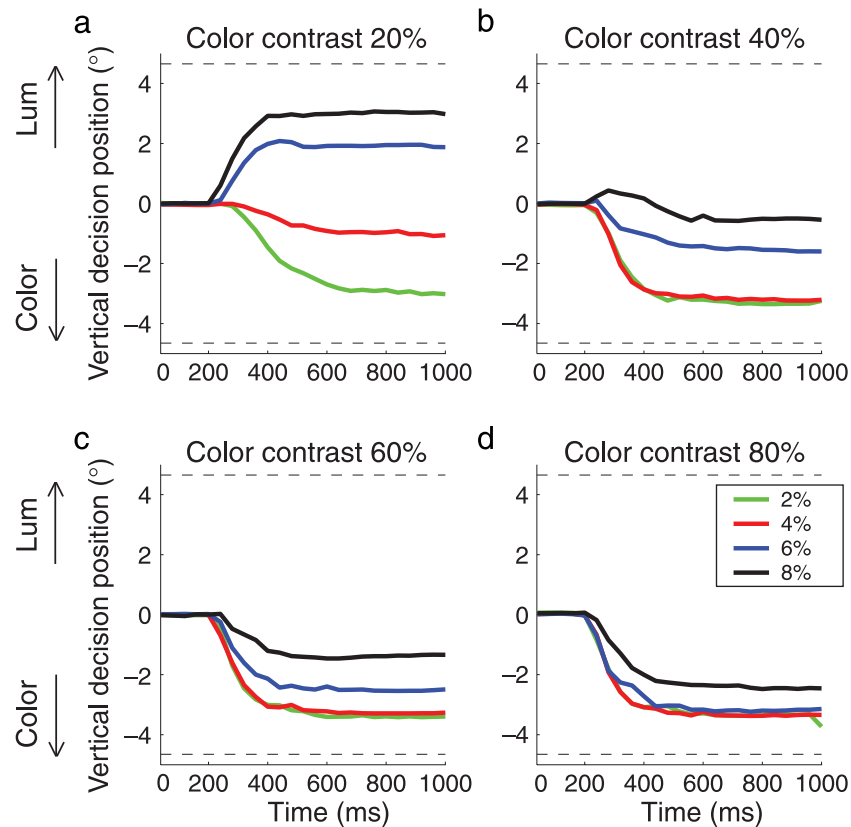 a
Color contrast 20%
b
Color contrast 40%
Lum
Color
Vertical decision position (°)
4
2
0
−2
−4
0 200 400 600 800 1000
4
2
0
−2
−4
0 200 400 600 800 1000
c
Color contrast 60%
d
Color contrast 80%
Lum
Color
Vertical decision position (°)
4
2
0
−2
−4
0 200 400 600 800 1000
Time (ms)
4
2
0
−2
−4
2%
4%
6%
8%
0 200 400 600 800 1000
Time (ms)